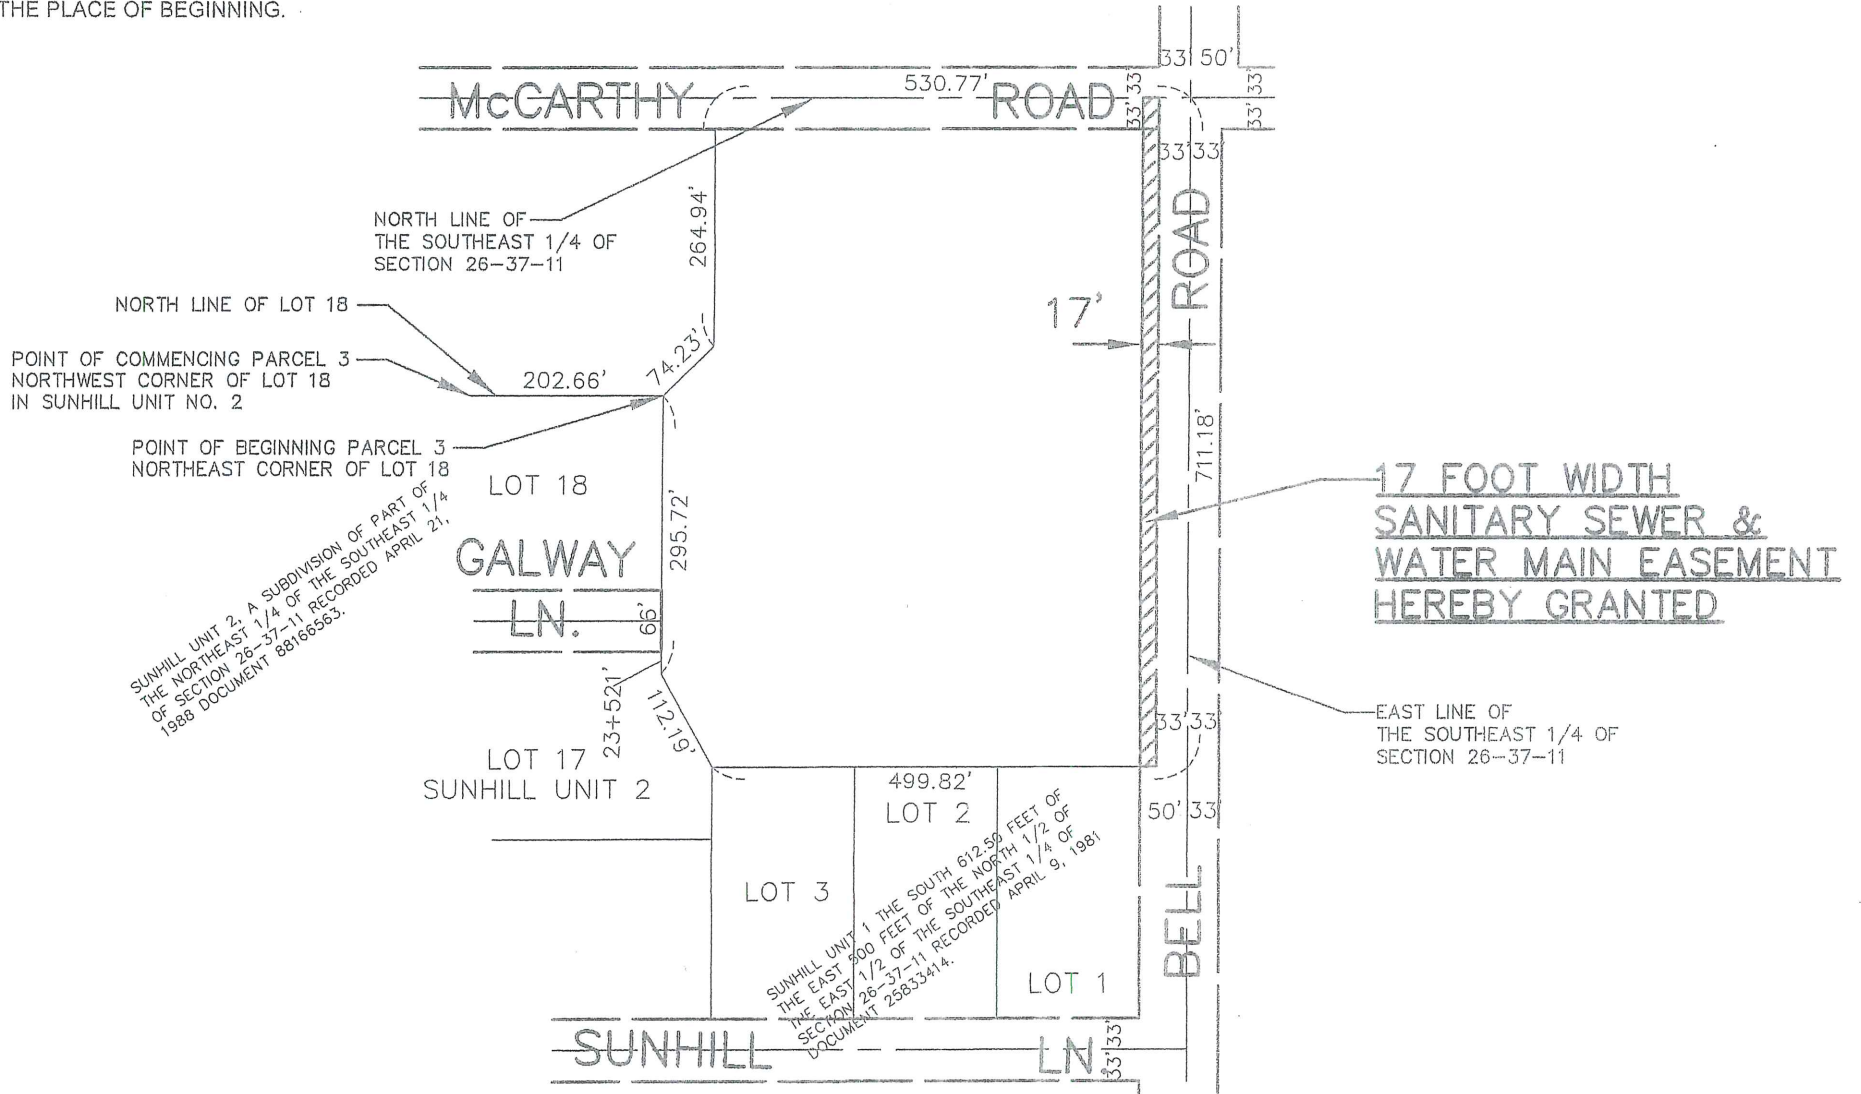 THE PLACE OF BEGINNING.
33' 50'
McCARTHY ROAD
530.77'
33' 33'
33' 33'
33' 33'
NORTH LINE OF
THE SOUTHEAST 1/4 OF
SECTION 26-37-11
264.94'
ROAD
NORTH LINE OF LOT 18
17'
POINT OF COMMENCING PARCEL 3
NORTHWEST CORNER OF LOT 18
IN SUNHILL UNIT NO. 2
202.66'
74.23'
711.18'
POINT OF BEGINNING PARCEL 3
NORTHEAST CORNER OF LOT 18
LOT 18
295.72'
17 FOOT WIDTH
SANITARY SEWER &
WATER MAIN EASEMENT
HEREBY GRANTED
SUNHILL UNIT 2, A SUBDIVISION OF PART OF
THE NORTHEAST 1/4 OF THE SOUTHEAST 1/4
OF SECTION 26-37-11 RECORDED APRIL 21,
1988 DOCUMENT 88166563.
GALWAY
LN.
66'
23+521'
112.19'
33' 33'
EAST LINE OF
THE SOUTHEAST 1/4 OF
SECTION 26-37-11
LOT 17
SUNHILL UNIT 2
499.82'
LOT 2
50' 33'
LOT 3
SUNHILL UNIT 1 THE SOUTH 612.50 FEET OF
THE EAST 500 FEET OF THE NORTH 1/2 OF
THE EAST 1/2 OF THE SOUTHEAST 1/4 OF
SECTION 26-37-11 RECORDED APRIL 9, 1981
DOCUMENT 25833414.
LOT 1
BELL
SUNHILL LN.
33' 33'